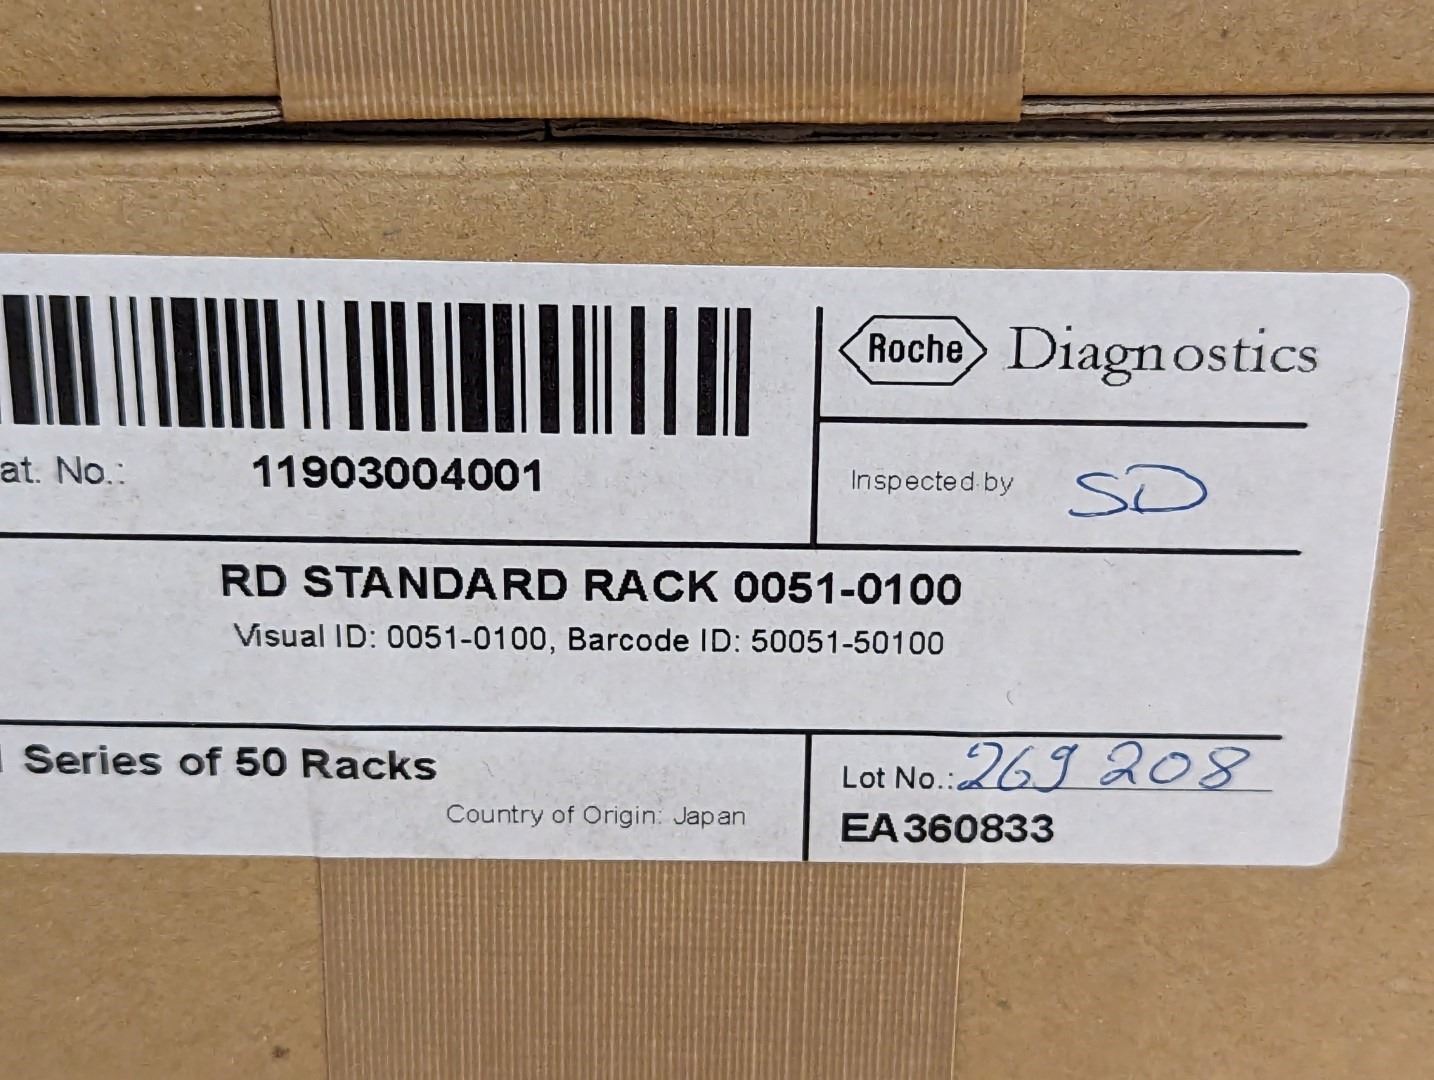 Roche Diagnostics
at. No.: 11903004001
Inspected by SD
RD STANDARD RACK 0051-0100
Visual ID: 0051-0100, Barcode ID: 50051-50100
Series of 50 Racks
Country of Origin: Japan
Lot No.: 269 208
EA360833